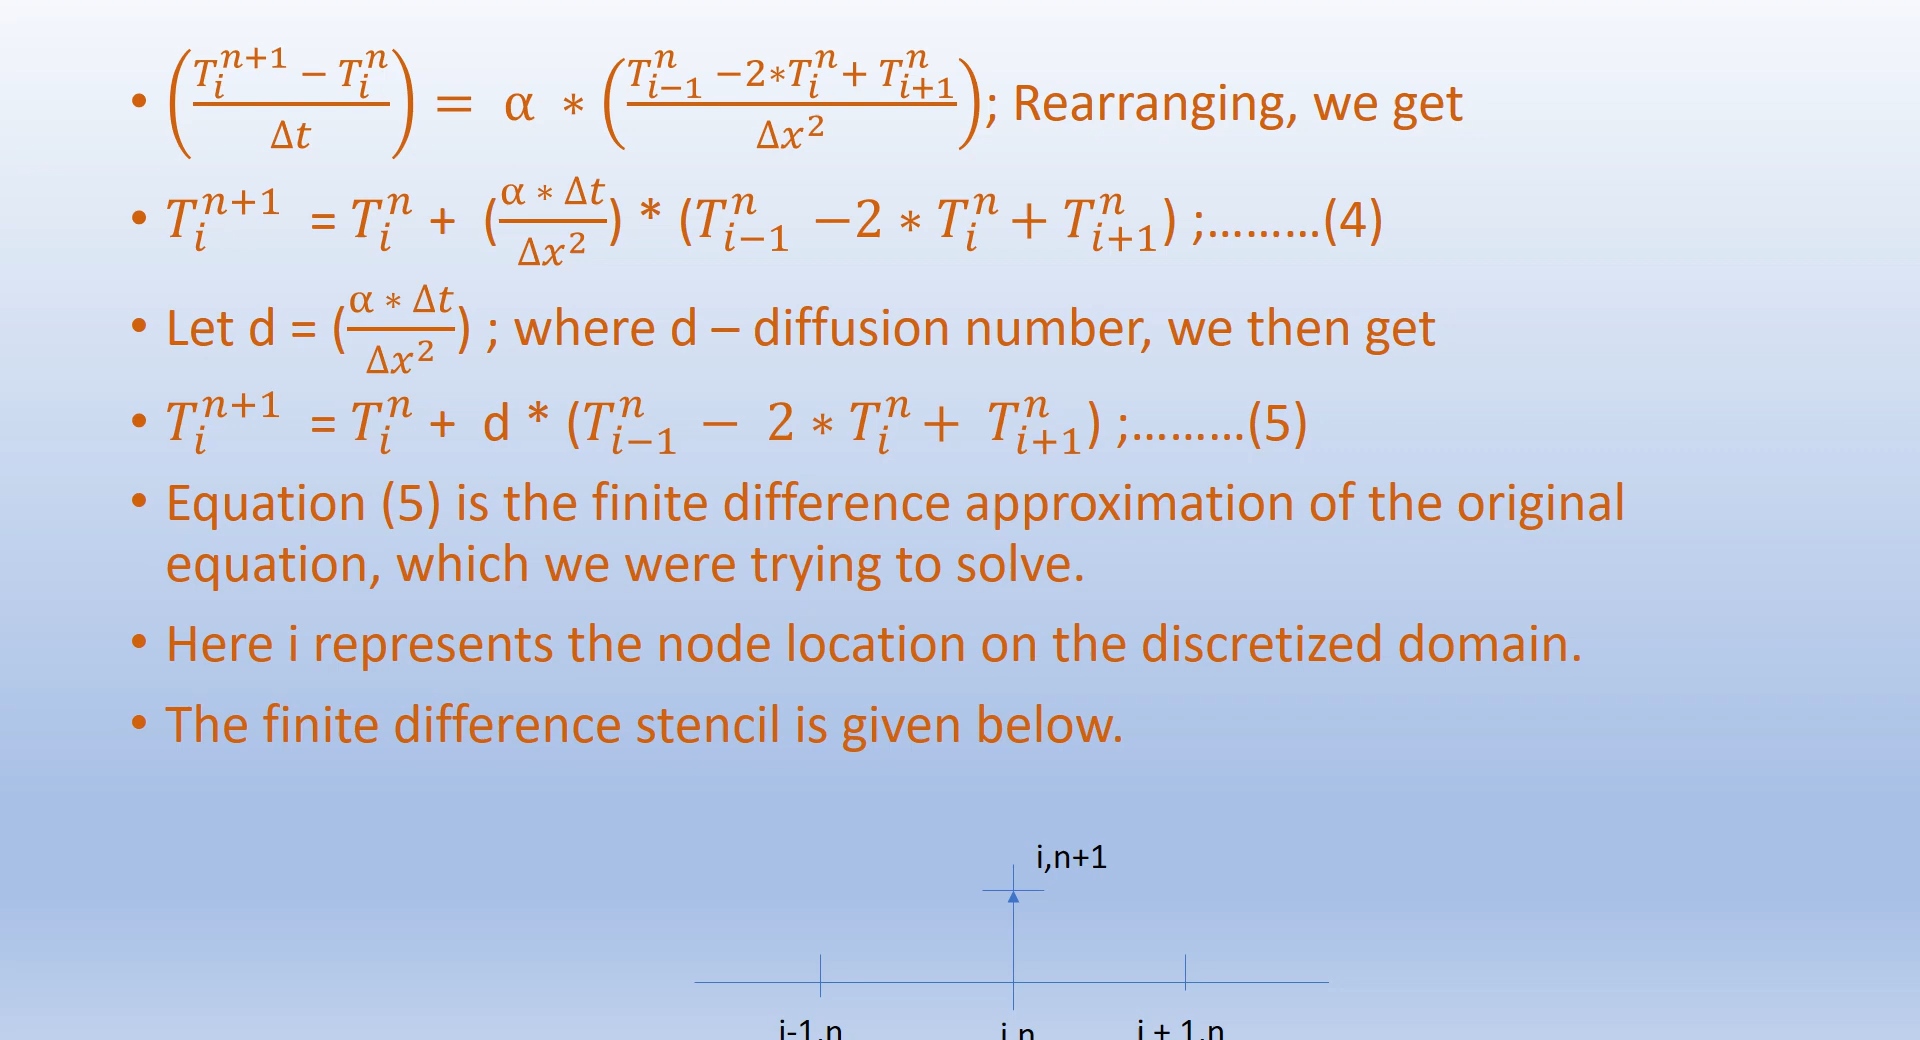 • ((T_i^{n+1} − T_i^n)/Δt) = α ∗ ((T_{i−1}^n −2∗T_i^n + T_{i+1}^n)/Δx²); Rearranging, we get
• T_i^{n+1} = T_i^n + (α ∗ Δt/Δx²) * (T_{i−1}^n −2 ∗ T_i^n + T_{i+1}^n) ;………(4)
• Let d = (α ∗ Δt/Δx²) ; where d – diffusion number, we then get
• T_i^{n+1} = T_i^n + d * (T_{i−1}^n − 2 ∗ T_i^n + T_{i+1}^n) ;………(5)
• Equation (5) is the finite difference approximation of the original
equation, which we were trying to solve.
• Here i represents the node location on the discretized domain.
• The finite difference stencil is given below.
i,n+1
i-1,n
i,n
i + 1,n